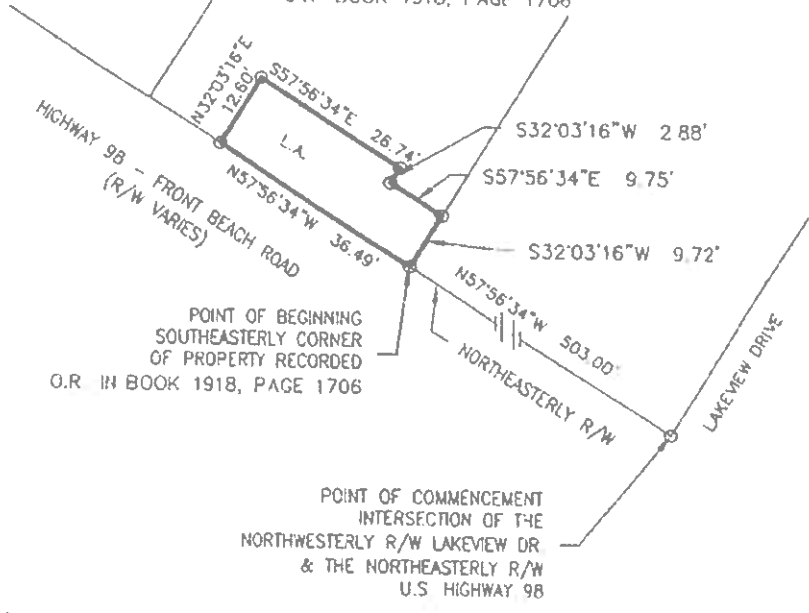 O.R. BOOK 1918, PAGE 1706
N32°03'16"E
12.60'
S57°56'34"E 26.74'
S32°03'16"W 2.88'
L.A.
S57°56'34"E 9.75'
HIGHWAY 98 - FRONT BEACH ROAD
(R/W VARIES)
N57°56'34"W 36.49'
S32°03'16"W 9.72'
N57°56'34"W 503.00'
POINT OF BEGINNING
SOUTHEASTERLY CORNER
OF PROPERTY RECORDED
O.R. IN BOOK 1918, PAGE 1706
NORTHEASTERLY R/W
LAKEVIEW DRIVE
POINT OF COMMENCEMENT
INTERSECTION OF THE
NORTHWESTERLY R/W LAKEVIEW DR.
& THE NORTHEASTERLY R/W
U.S HIGHWAY 98